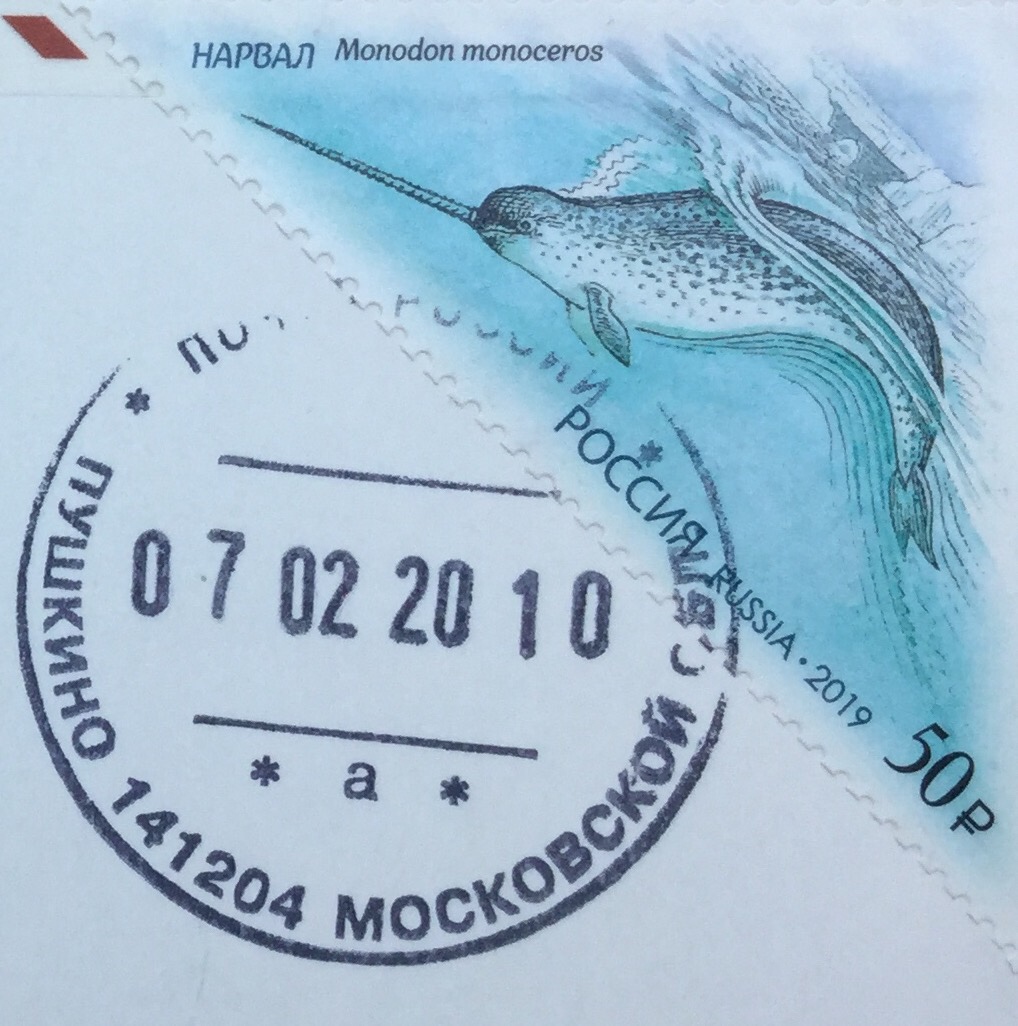 НАРВАЛ Monodon monoceros
РОССИЯ RUSSIA • 2019
50 ₽
07 02 20 10
* а *
ПУШКИНО 141204 МОСКОВСКОЙ